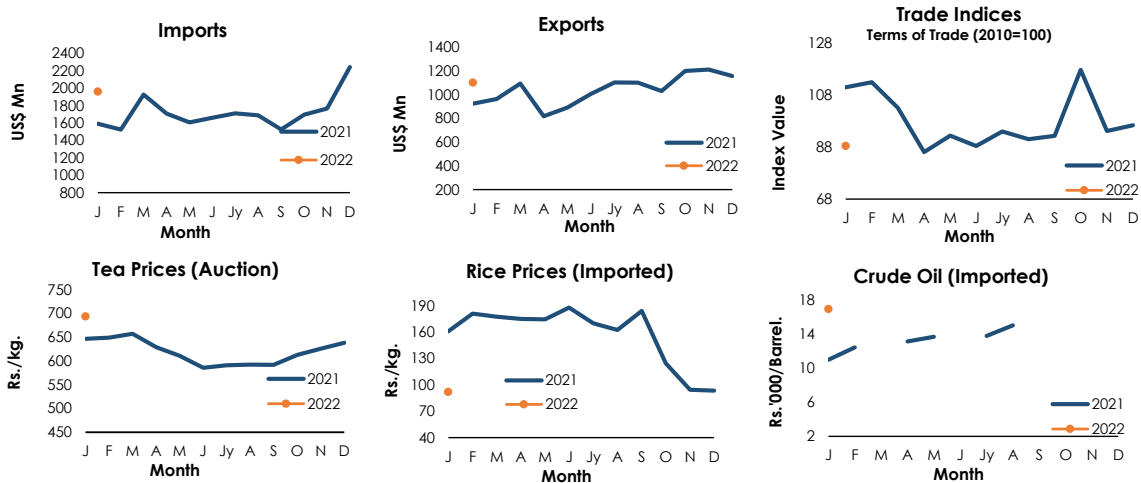 Imports
2400
2200
2000
1800
1600
1400
1200
1000
800
US$ Mn
J F M A M J Jy A S O N D
Month
2021
2022
Exports
1400
1200
1000
800
600
400
200
US$ Mn
J F M A M J Jy A S O N D
Month
2021
2022
Trade Indices
Terms of Trade (2010=100)
128
108
88
68
Index Value
J F M A M J Jy A S O N D
Month
2021
2022
Tea Prices (Auction)
750
700
650
600
550
500
450
Rs./kg.
J F M A M J Jy A S O N D
Month
2021
2022
Rice Prices (Imported)
190
160
130
100
70
40
Rs./kg
J F M A M J Jy A S O N D
Month
2021
2022
Crude Oil (Imported)
18
14
10
6
2
Rs.'000/Barrel.
J F M A M J Jy A S O N D
Month
2021
2022